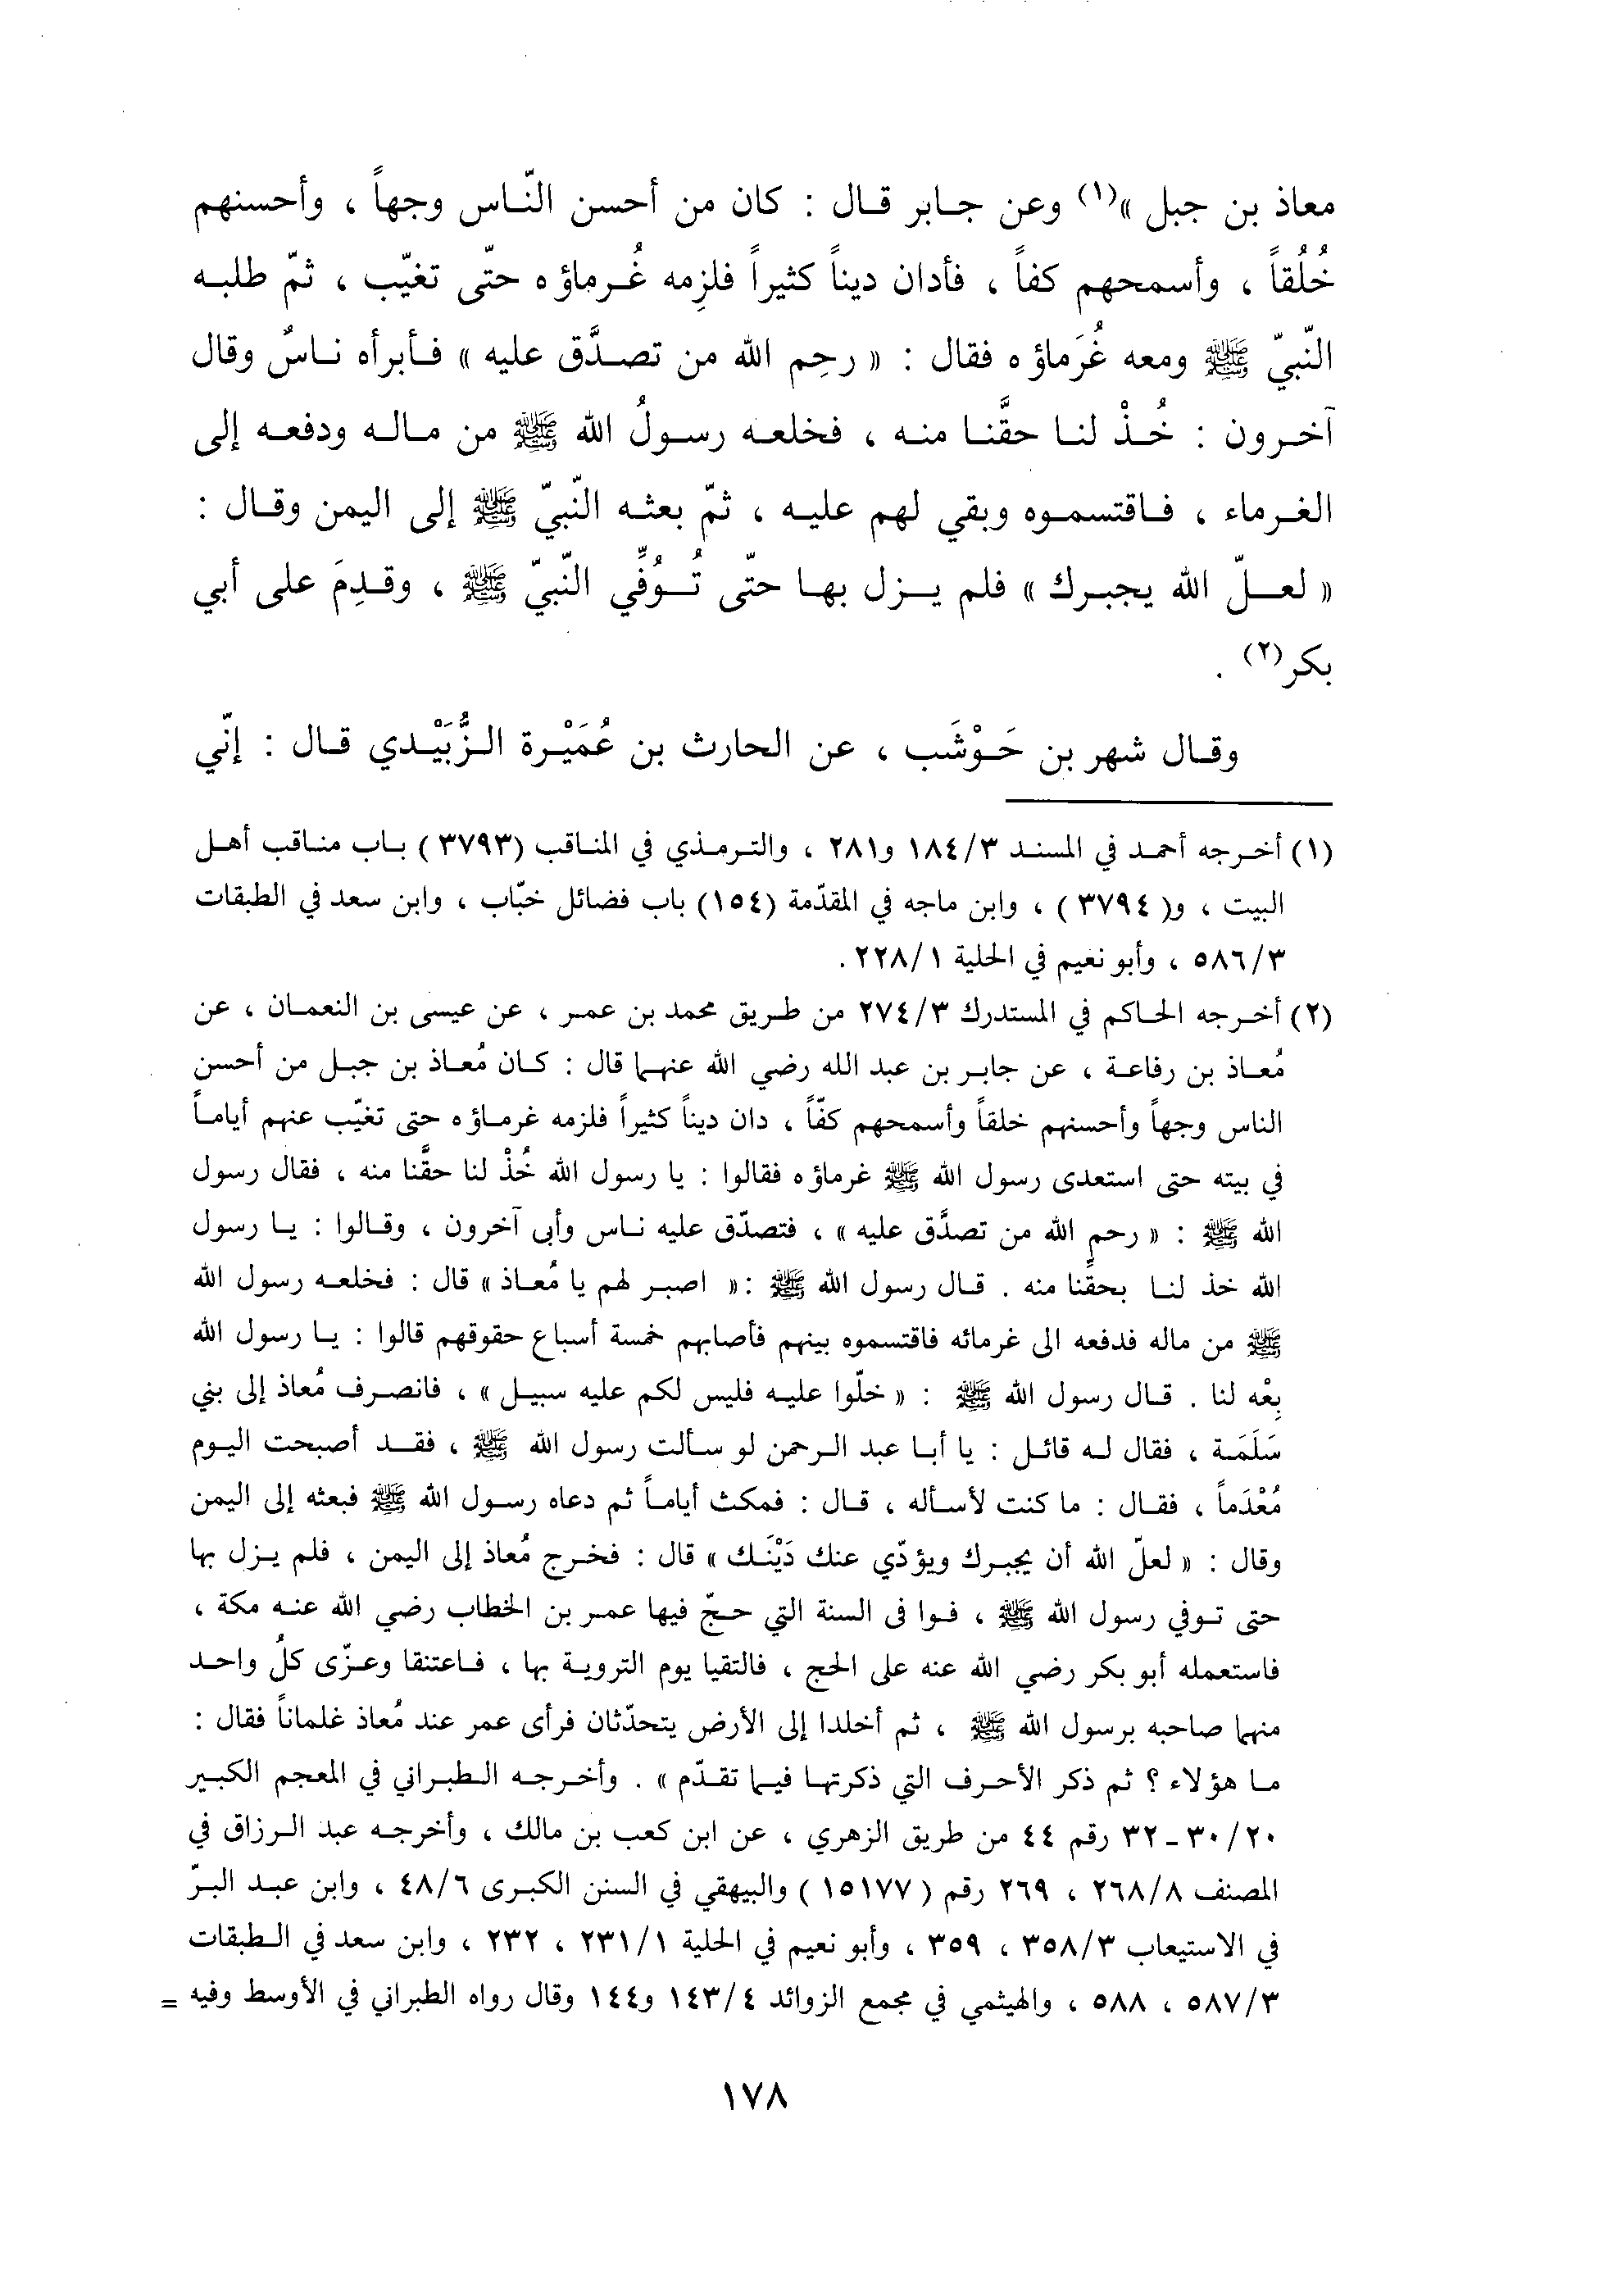 معاذ بن جبل »(١) وعن جابر قال : كان من أحسن النّاس وجهاً ، وأحسنهم
خُلُقاً ، وأسمحهم كفاً ، فأدان ديناً كثيراً فلزِمه غُرماؤه حتّى تغيّب ، ثمّ طلبه
النّبيّ ﷺ ومعه غُرَماؤه فقال : « رحِم الله من تصدَّق عليه » فأبرأه ناسٌ وقال
آخرون : خُذْ لنا حقَّنا منه ، فخلعه رسولُ الله ﷺ من ماله ودفعه إلى
الغرماء ، فاقتسموه وبقي لهم عليه ، ثمّ بعثه النّبيّ ﷺ إلى اليمن وقال :
« لعلّ الله يجبرك » فلم يزل بها حتّى تُوُفِّي النّبيّ ﷺ ، وقدِمَ على أبي
بكر(٢) .
وقال شهر بن حَوْشَب ، عن الحارث بن عُمَيْرة الزُّبَيْدي قال : إنّي
(١) أخرجه أحمد في المسند ١٨٤/٣ و٢٨١ ، والترمذي في المناقب (٣٧٩٣) باب مناقب أهل
البيت ، و( ٣٧٩٤ ) ، وابن ماجه في المقدّمة (١٥٤) باب فضائل خبّاب ، وابن سعد في الطبقات
٥٨٦/٣ ، وأبو نعيم في الحلية ٢٢٨/١ .
(٢) أخرجه الحاكم في المستدرك ٢٧٤/٣ من طريق محمد بن عمر ، عن عيسى بن النعمان ، عن
مُعاذ بن رفاعة ، عن جابر بن عبد الله رضي الله عنهما قال : كان مُعاذ بن جبل من أحسن
الناس وجهاً وأحسنهم خلقاً وأسمحهم كفّاً ، دان ديناً كثيراً فلزمه غرماؤه حتى تغيّب عنهم أياماً
في بيته حتى استعدى رسول الله ﷺ غرماؤه فقالوا : يا رسول الله خُذْ لنا حقَّنا منه ، فقال رسول
الله ﷺ : « رحم الله من تصدَّق عليه » ، فتصدّق عليه ناس وأبى آخرون ، وقالوا : يا رسول
الله خذ لنا بحقِّنا منه . قال رسول الله ﷺ :« اصبر لهم يا مُعاذ » قال : فخلعه رسول الله
ﷺ من ماله فدفعه الى غرمائه فاقتسموه بينهم فأصابهم خمسة أسباع حقوقهم قالوا : يا رسول الله
بِعْه لنا . قال رسول الله ﷺ : « خلّوا عليه فليس لكم عليه سبيل » ، فانصرف مُعاذ إلى بني
سَلَمَة ، فقال له قائل : يا أبا عبد الرحمن لو سألت رسول الله ﷺ ، فقد أصبحت اليوم
مُعْدَماً ، فقال : ما كنت لأسأله ، قال : فمكث أياماً ثم دعاه رسول الله ﷺ فبعثه إلى اليمن
وقال : « لعلّ الله أن يجبرك ويؤدّي عنك دَيْنَك » قال : فخرج مُعاذ إلى اليمن ، فلم يزل بها
حتى توفي رسول الله ﷺ ، فوا فى السنة التي حجّ فيها عمر بن الخطاب رضي الله عنه مكة ،
فاستعمله أبو بكر رضي الله عنه على الحج ، فالتقيا يوم التروية بها ، فاعتنقا وعزّى كلُ واحد
منهما صاحبه برسول الله ﷺ ، ثم أخلدا إلى الأرض يتحدّثان فرأى عمر عند مُعاذ غلماناً فقال :
ما هؤلاء ؟ ثم ذكر الأحرف التي ذكرتها فيما تقدّم » . وأخرجه الطبراني في المعجم الكبير
٣٠/٢٠ ـ ٣٢ رقم ٤٤ من طريق الزهري ، عن ابن كعب بن مالك ، وأخرجه عبد الرزاق في
المصنف ٢٦٨/٨ ، ٢٦٩ رقم ( ١٥١٧٧ ) والبيهقي في السنن الكبرى ٤٨/٦ ، وابن عبد البرّ
في الاستيعاب ٣٥٨/٣ ، ٣٥٩ ، وأبو نعيم في الحلية ٢٣١/١ ، ٢٣٢ ، وابن سعد في الطبقات
٥٨٧/٣ ، ٥٨٨ ، والهيثمي في مجمع الزوائد ١٤٣/٤ و١٤٤ وقال رواه الطبراني في الأوسط وفيه =
١٧٨